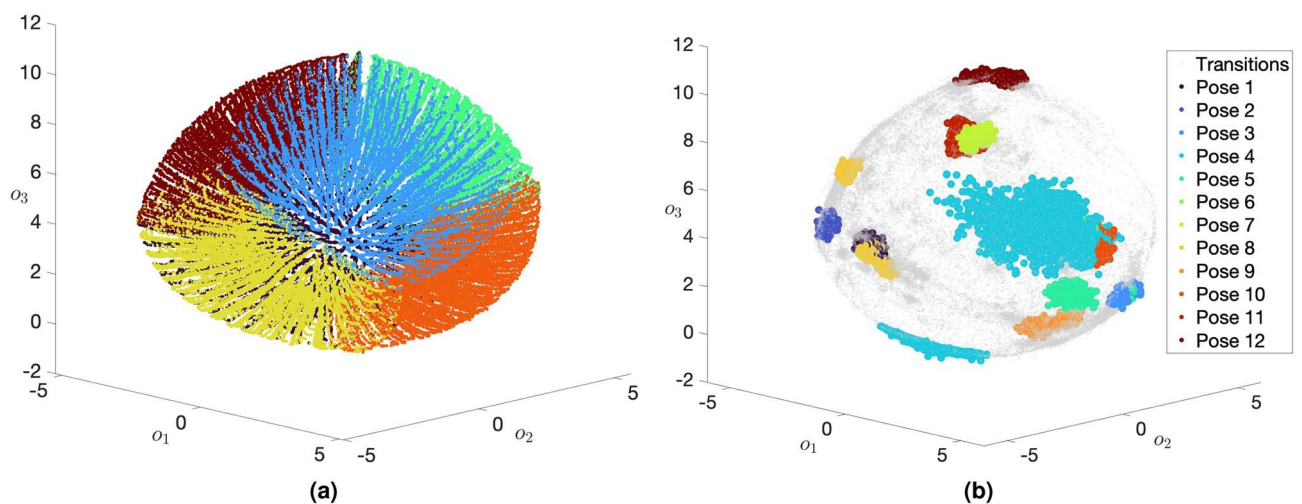 12
10
8
6
4
2
0
-2
o3
-5
0
5
o1
-5
0
5
o2
(a)
12
10
8
6
4
2
0
-2
o3
-5
0
5
o1
-5
0
5
o2
Transitions
Pose 1
Pose 2
Pose 3
Pose 4
Pose 5
Pose 6
Pose 7
Pose 8
Pose 9
Pose 10
Pose 11
Pose 12
(b)